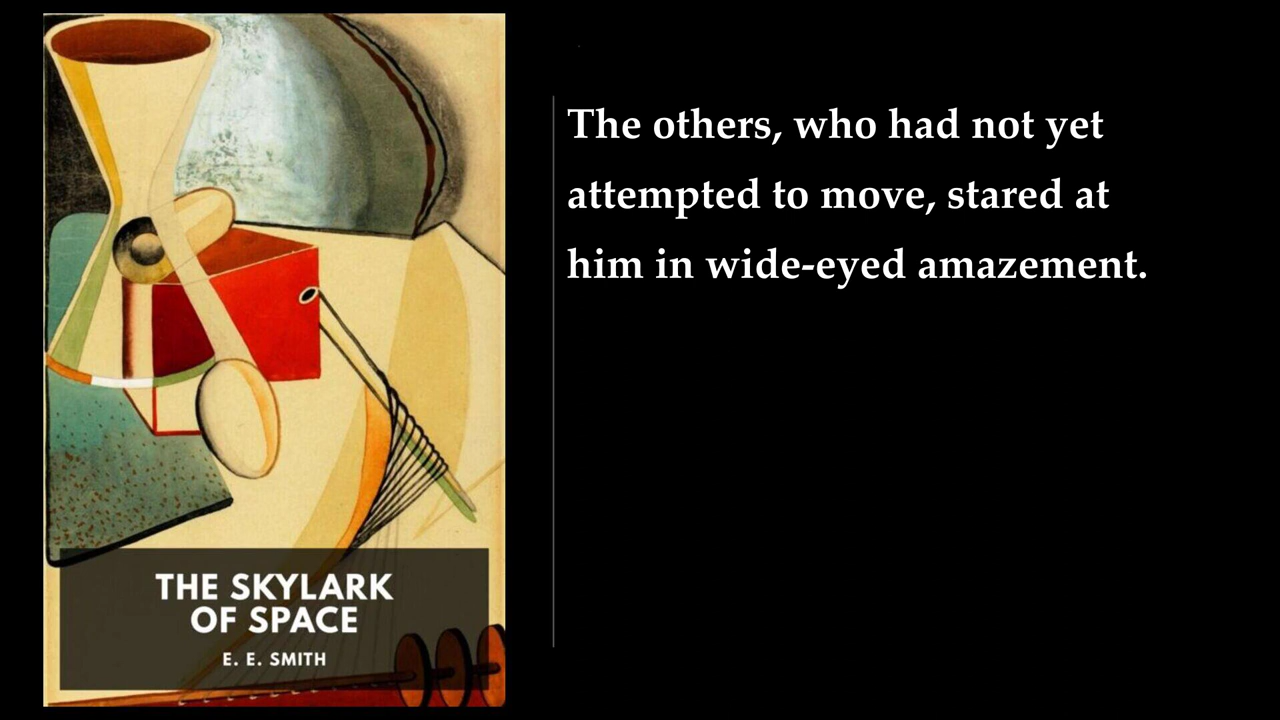 THE SKYLARK
OF SPACE
E. E. SMITH
The others, who had not yet
attempted to move, stared at
him in wide-eyed amazement.